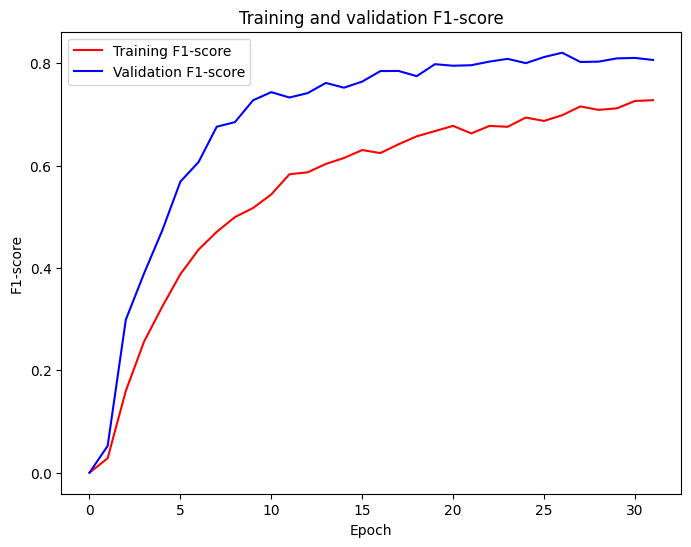 Training and validation F1-score
Training F1-score
Validation F1-score
F1-score
0.8
0.6
0.4
0.2
0.0
0 5 10 15 20 25 30
Epoch